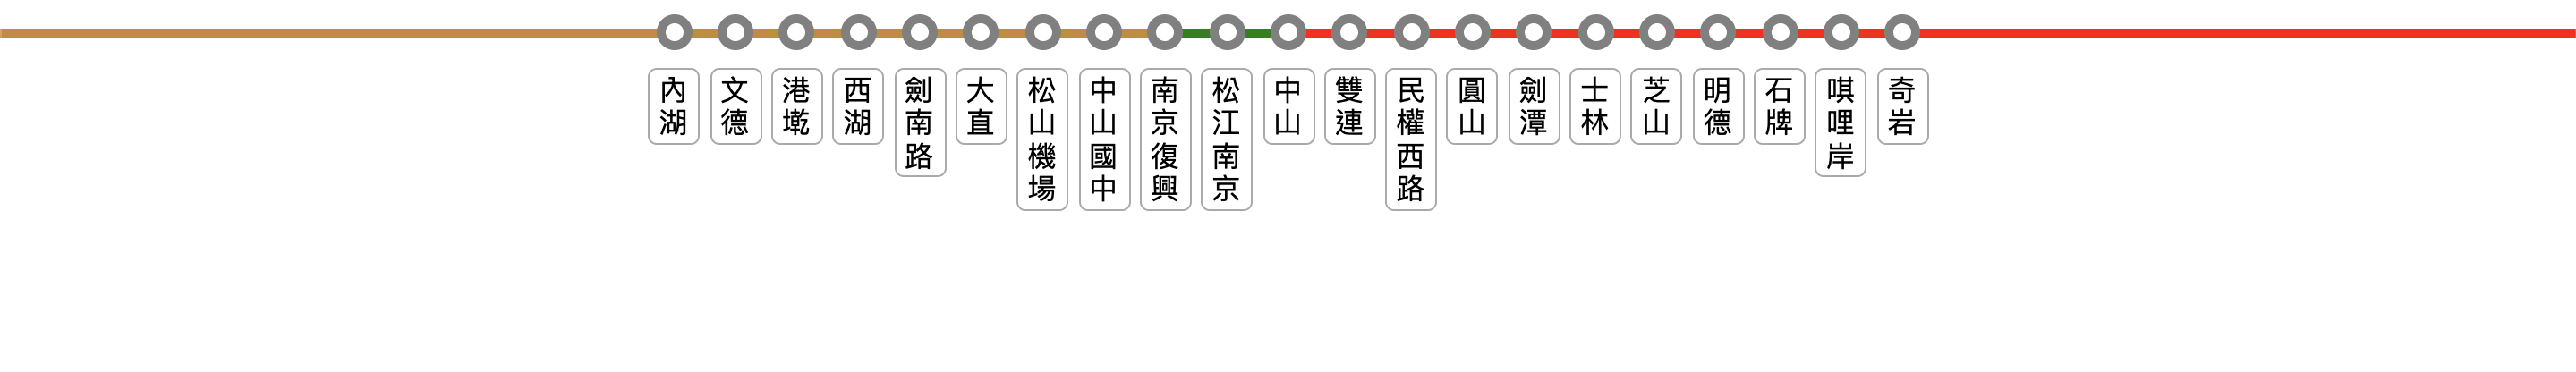 內湖
文德
港墘
西湖
劍南路
大直
松山機場
中山國中
南京復興
松江南京
中山
雙連
民權西路
圓山
劍潭
士林
芝山
明德
石牌
唭哩岸
奇岩